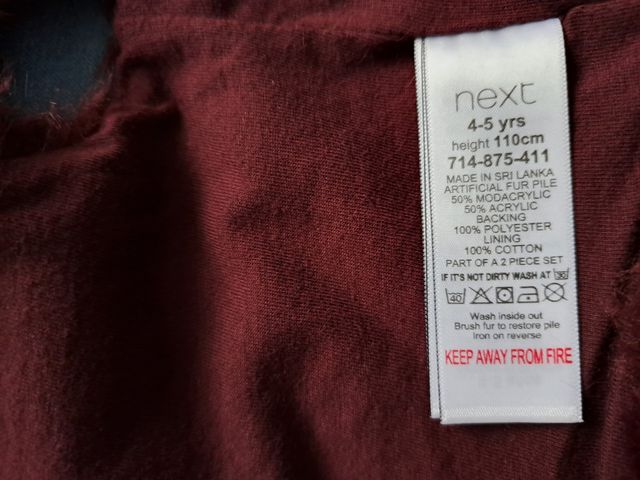 next
4-5 yrs
height 110cm
714-875-411
MADE IN SRI LANKA
ARTIFICIAL FUR PILE
50% MODACRYLIC
50% ACRYLIC
BACKING
100% POLYESTER
LINING
100% COTTON
PART OF A 2 PIECE SET
IF IT'S NOT DIRTY WASH AT 30
40
Wash inside out
Brush fur to restore pile
Iron on reverse
KEEP AWAY FROM FIRE